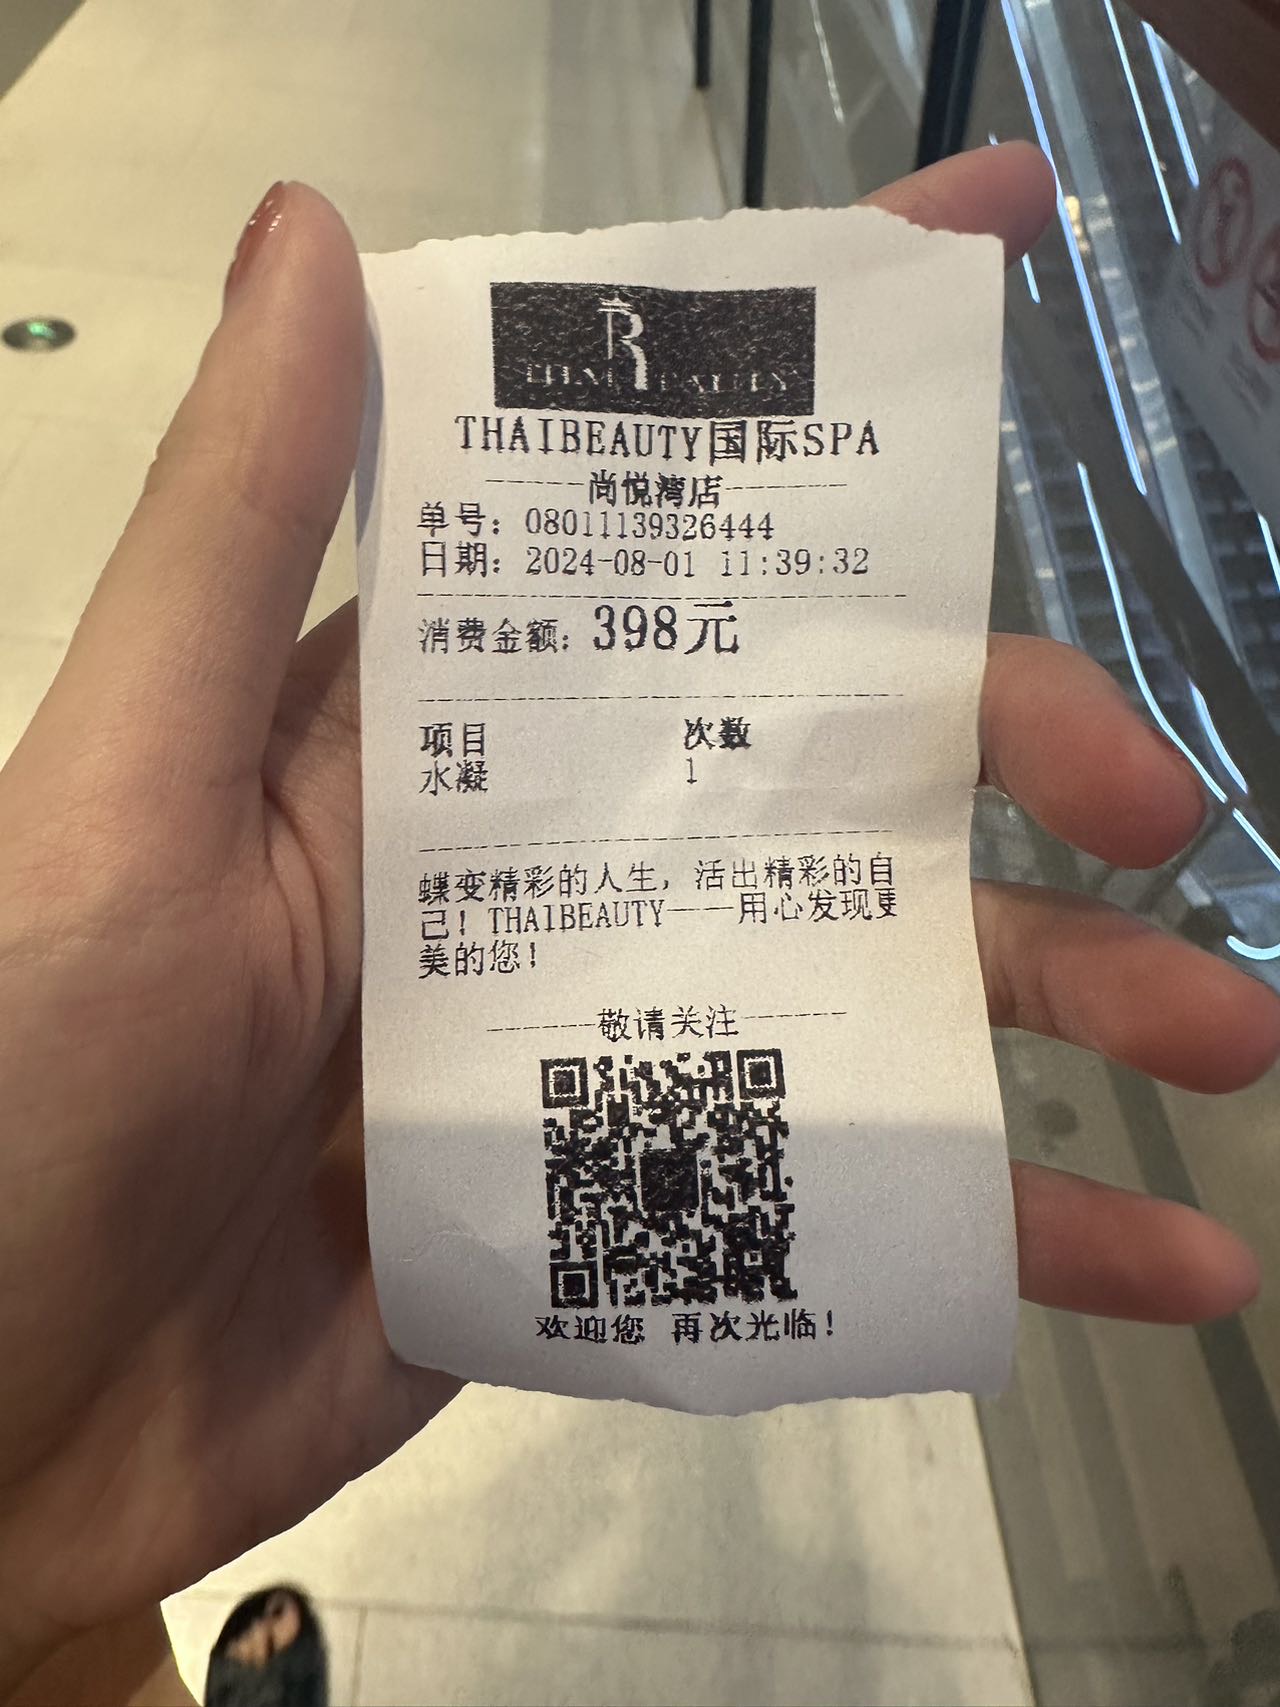 THAIBEAUTY国际SPA
尚悦湾店
单号：08011139326444
日期：2024-08-01 11:39:32
消费金额：398元
项目 次数
水凝 1
蝶变精彩的人生，活出精彩的自
己！THAIBEAUTY——用心发现更
美的您！
敬请关注
欢迎您 再次光临！